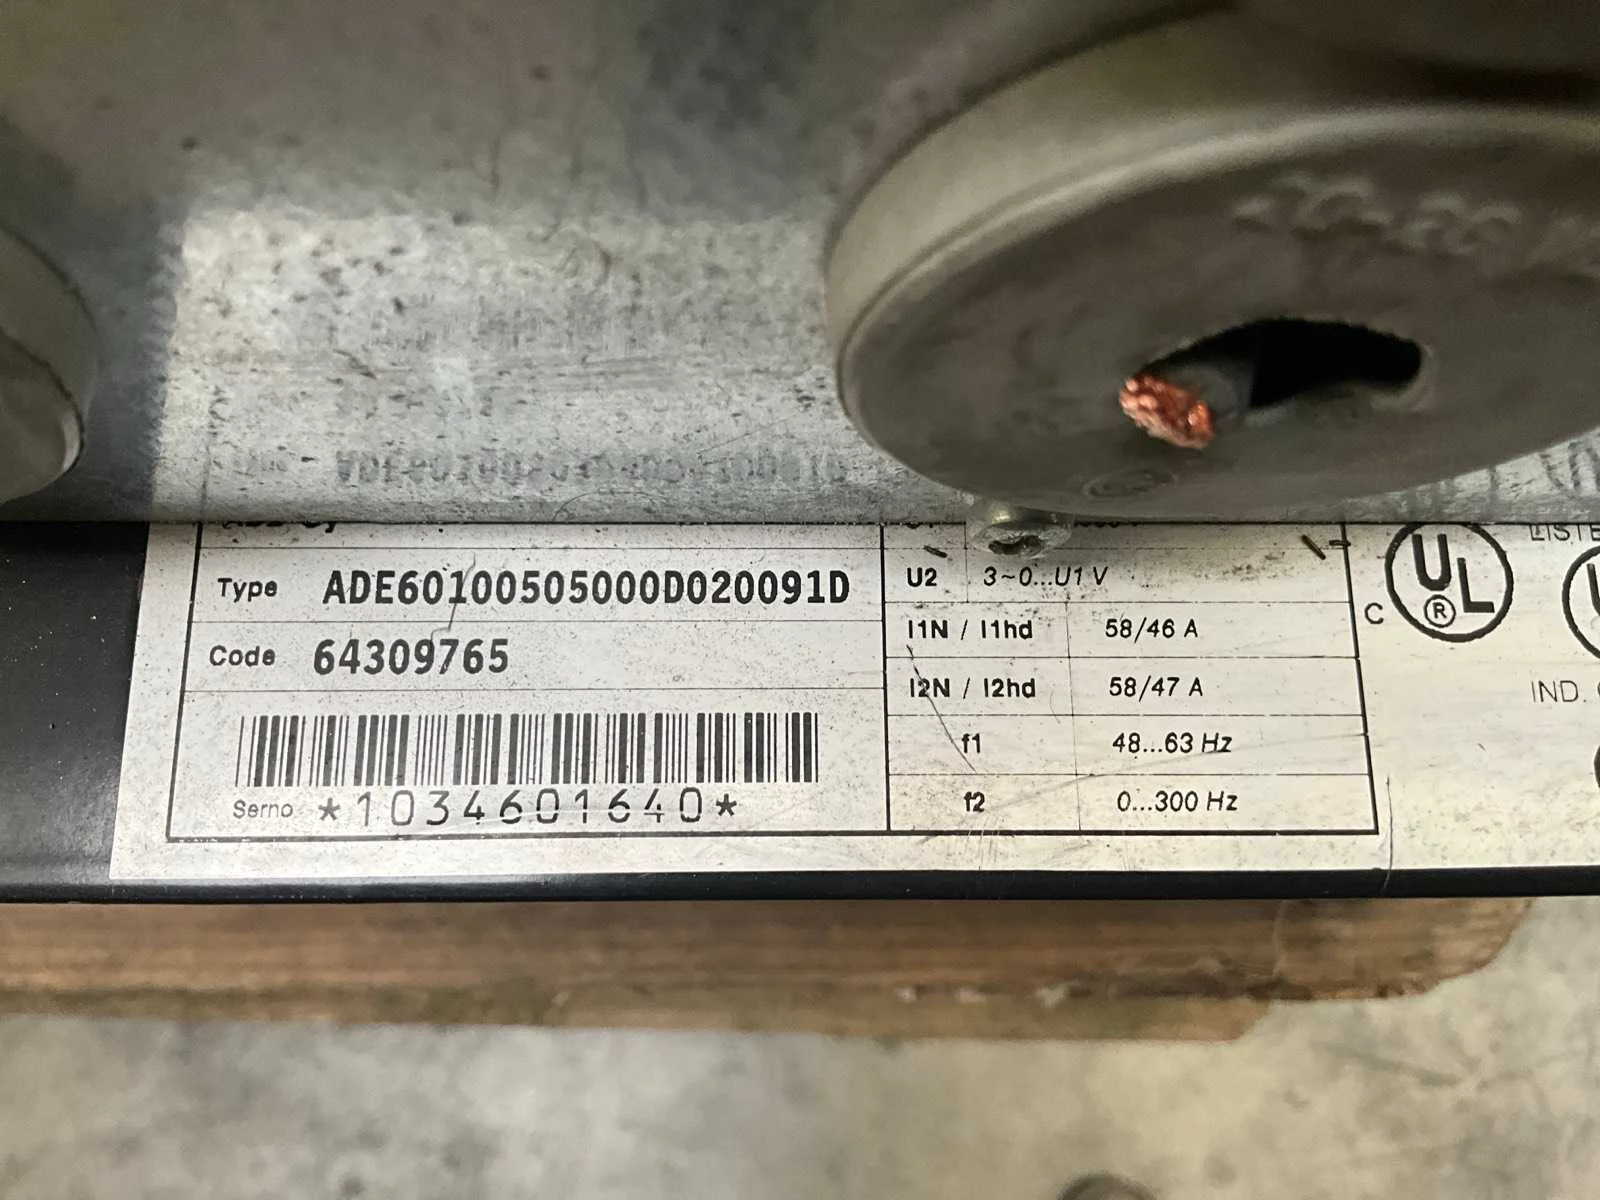 Type ADE60100505000D020091D
Code 64309765
Serno *1034601640*
U2 3~0...U1 V
I1N / I1hd 58/46 A
I2N / I2hd 58/47 A
f1 48...63 Hz
f2 0...300 Hz
C UL ®
LISTE
IND.